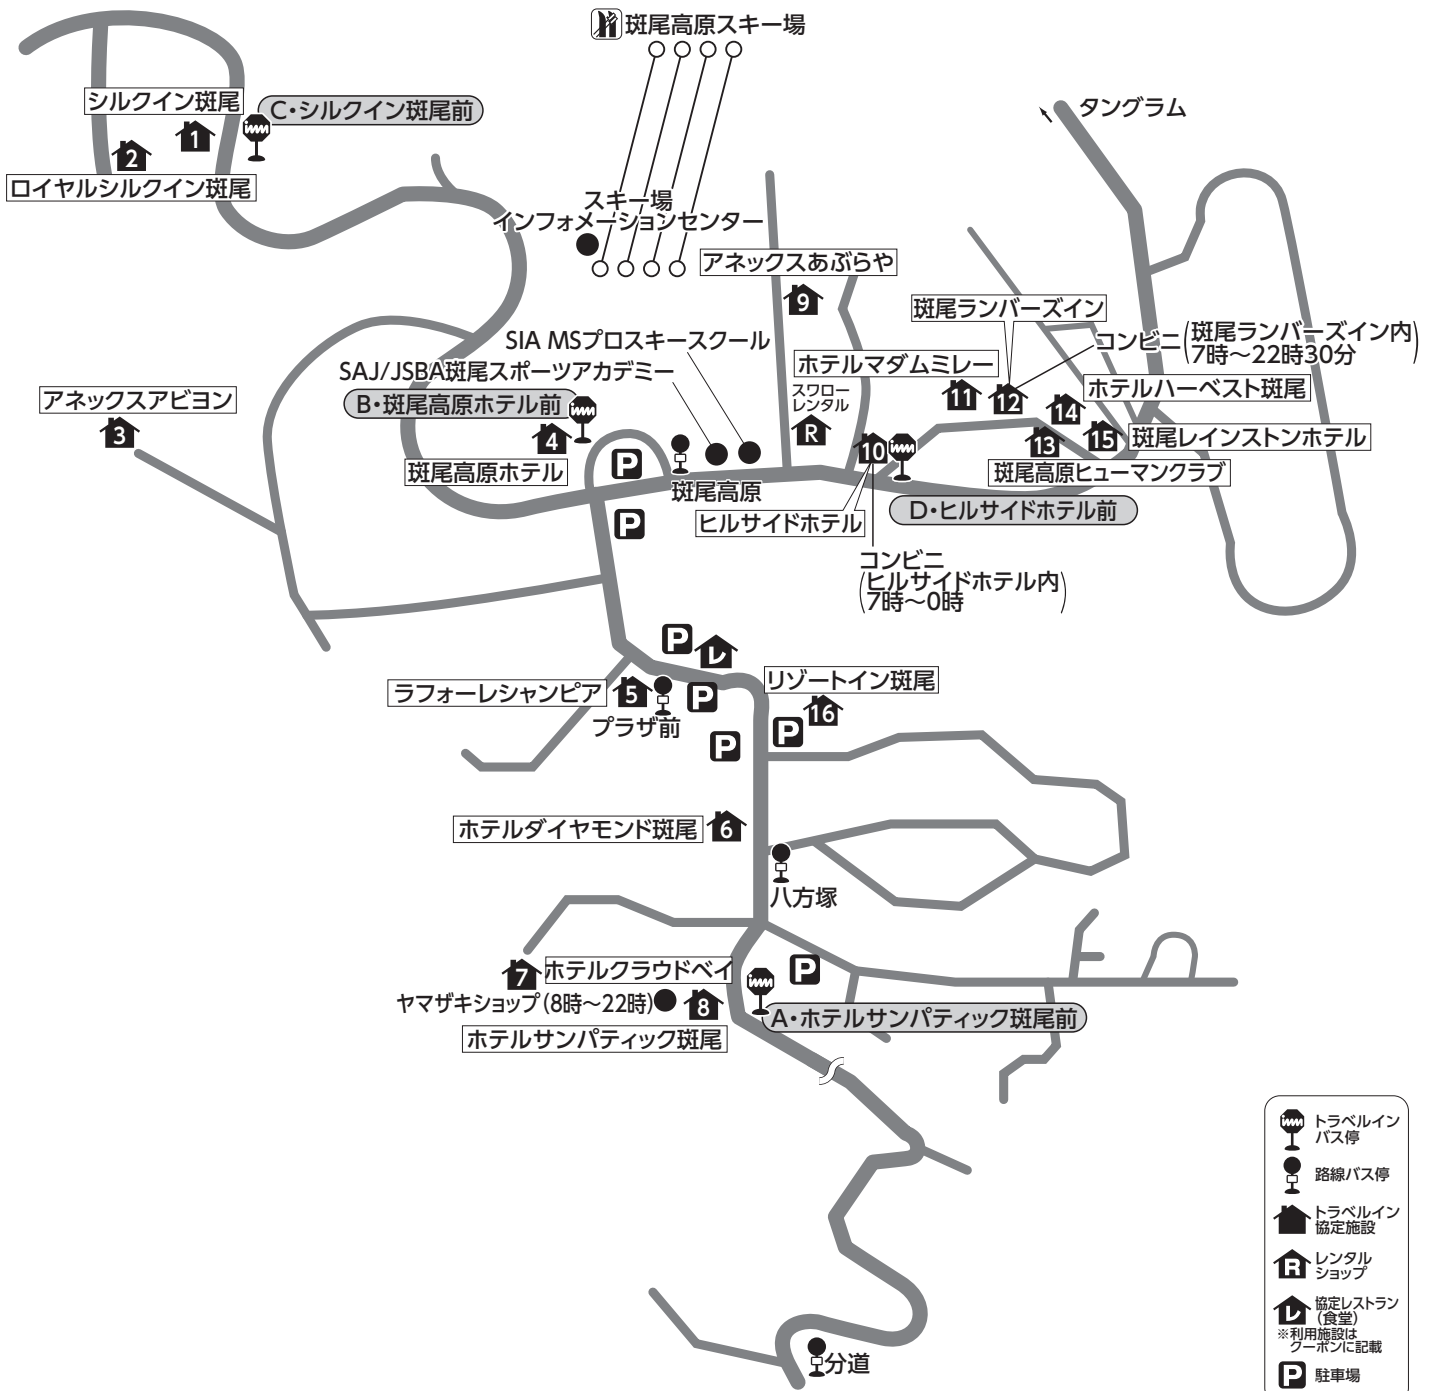 斑尾高原スキー場
タングラム
シルクイン斑尾
C・シルクイン斑尾前
1
2
ロイヤルシルクイン斑尾
スキー場
インフォメーションセンター
アネックスあぶらや
9
斑尾ランバーズイン
コンビニ(斑尾ランバーズイン内)
7時～22時30分
SIA MSプロスキースクール
SAJ/JSBA斑尾スポーツアカデミー
ホテルマダムミレー
11
12
ホテルハーベスト斑尾
14
アネックスアビヨン
3
B・斑尾高原ホテル前
4
斑尾高原ホテル
スワロー
レンタル
R
10
13
15
斑尾レインストンホテル
斑尾高原ヒューマンクラブ
P
斑尾高原
ヒルサイドホテル
D・ヒルサイドホテル前
P
コンビニ
(ヒルサイドホテル内)
7時～0時
P
レ
ラフォーレシャンピア
5
P
プラザ前
リゾートイン斑尾
16
P
P
ホテルダイヤモンド斑尾
6
八方塚
7
ホテルクラウドベイ
P
ヤマザキショップ(8時～22時)
8
A・ホテルサンパティック斑尾前
ホテルサンパティック斑尾
分道
トラベルイン
バス停
路線バス停
トラベルイン
協定施設
R
レンタル
ショップ
レ
協定レストラン
(食堂)
※利用施設は
クーポンに記載
P
駐車場